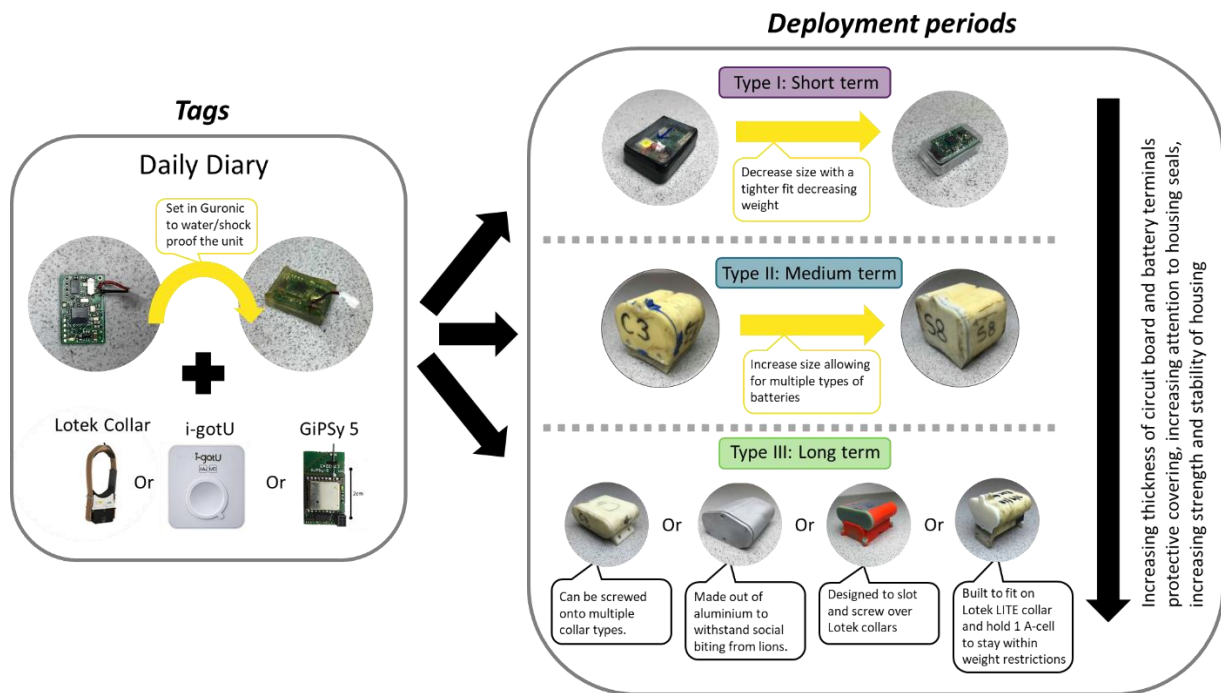 Deployment periods
Tags
Daily Diary
Set in Guronic
to water/shock
proof the unit
Lotek Collar
Or
i-gotU
i-gotU
Or
GiPSy 5
2cm
Type I: Short term
Decrease size with a
tighter fit decreasing
weight
Type II: Medium term
C3
S8
Increase size allowing
for multiple types of
batteries
Type III: Long term
Or
Or
Or
Can be screwed
onto multiple
collar types.
Made out of
aluminium to
withstand social
biting from lions.
Designed to slot
and screw over
Lotek collars
Built to fit on
Lotek LITE collar
and hold 1 A-cell
to stay within
weight restrictions
Increasing thickness of circuit board and battery terminals
protective covering, increasing attention to housing seals,
increasing strength and stability of housing